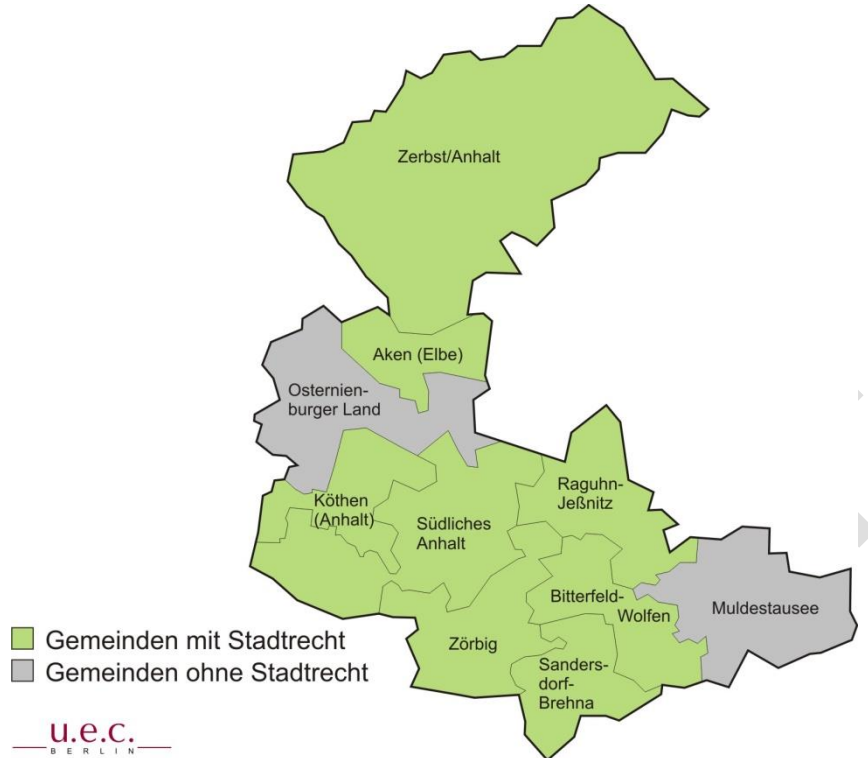 Zerbst/Anhalt
Aken (Elbe)
Osternien-
burger Land
Raguhn-
Jeßnitz
Köthen
(Anhalt)
Südliches
Anhalt
Bitterfeld-
Wolfen
Muldestausee
Zörbig
Sanders-
dorf-
Brehna
Gemeinden mit Stadtrecht
Gemeinden ohne Stadtrecht
u.e.c.
BERLIN